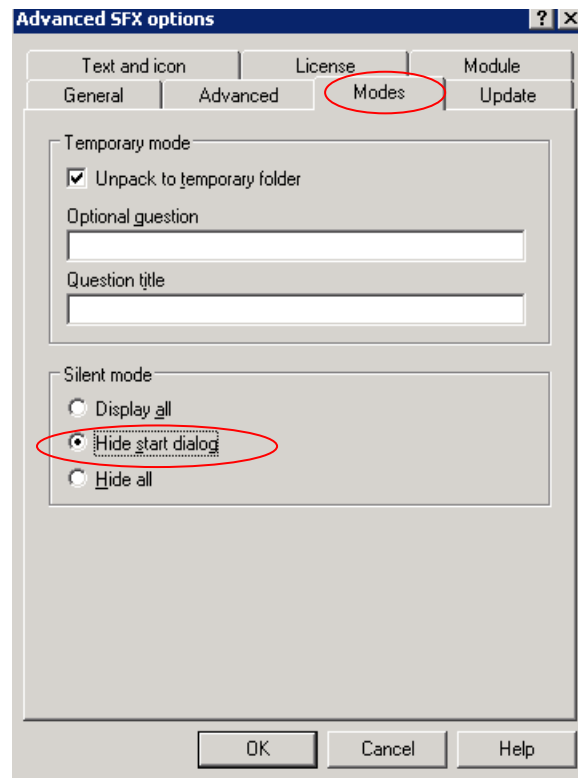 Advanced SFX options
Text and icon License Module
General Advanced Modes Update
Temporary mode
Unpack to temporary folder
Optional question
Question title
Silent mode
Display all
Hide start dialog
Hide all
OK Cancel Help